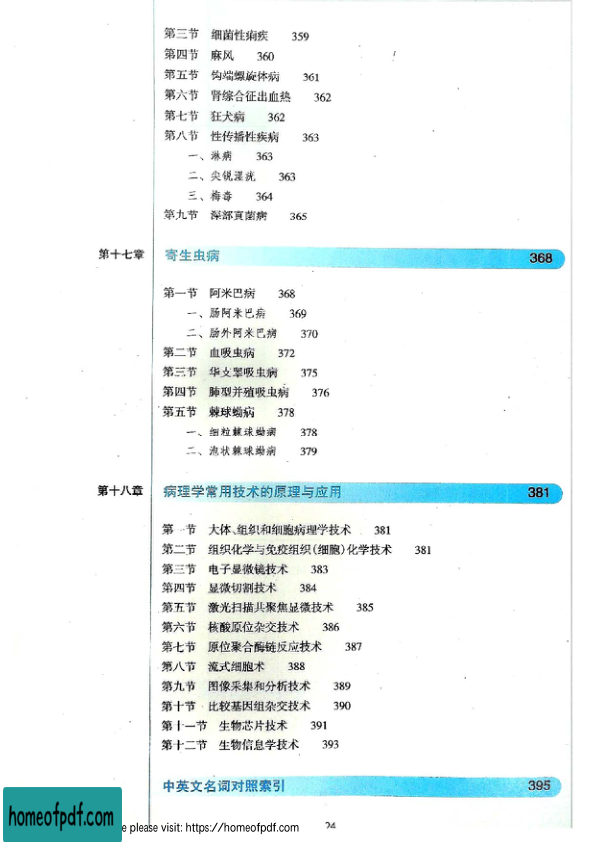 第三节 细菌性痢疾 359
第四节 麻风 360
第五节 钩端螺旋体病 361
第六节 肾综合征出血热 362
第七节 狂犬病 362
第八节 性传播性疾病 363
一、淋病 363
二、尖锐湿疣 363
三、梅毒 364
第九节 深部真菌病 365
第十七章 寄生虫病 368
第一节 阿米巴病 368
一、肠阿米巴病 369
二、肠外阿米巴病 370
第二节 血吸虫病 372
第三节 华支睾吸虫病 375
第四节 肺型并殖吸虫病 376
第五节 棘球蚴病 378
一、细粒棘球蚴病 378
二、泡状棘球蚴病 379
第十八章 病理学常用技术的原理与应用 381
第一节 大体、组织和细胞病理学技术 381
第二节 组织化学与免疫组织(细胞)化学技术 381
第三节 电子显微镜技术 383
第四节 显微切割技术 384
第五节 激光扫描共聚焦显微技术 385
第六节 核酸原位杂交技术 386
第七节 原位聚合酶链反应技术 387
第八节 流式细胞术 388
第九节 图像采集和分析技术 389
第十节 比较基因组杂交技术 390
第十一节 生物芯片技术 391
第十二节 生物信息学技术 393
中英文名词对照索引 395
homeofpdf.com
e please visit: https://homeofpdf.com
24